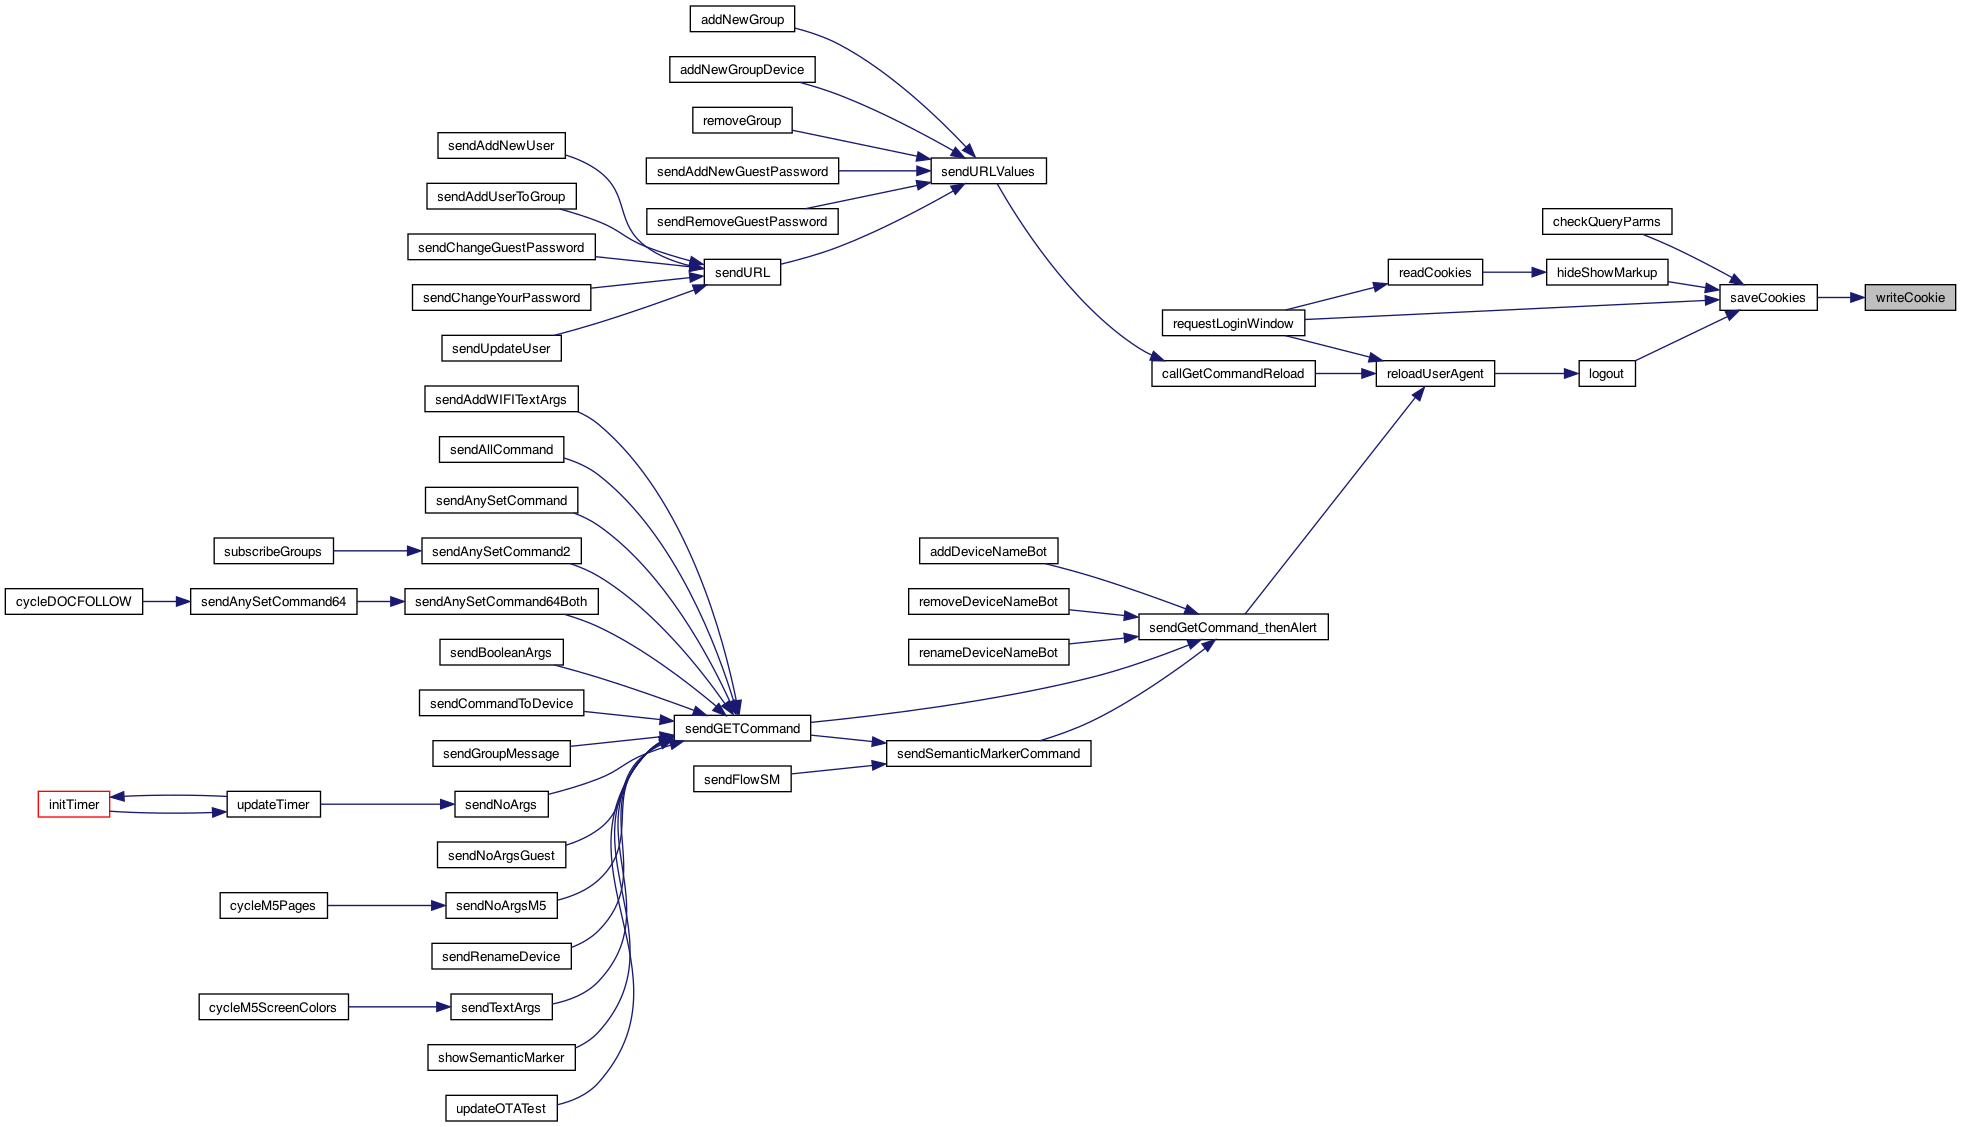 addNewGroup
addNewGroupDevice
removeGroup
sendAddNewUser
sendAddNewGuestPassword
sendURLValues
sendAddUserToGroup
sendRemoveGuestPassword
checkQueryParms
sendChangeGuestPassword
sendURL
readCookies
hideShowMarkup
sendChangeYourPassword
saveCookies
writeCookie
requestLoginWindow
sendUpdateUser
callGetCommandReload
reloadUserAgent
logout
sendAddWIFITextArgs
sendAllCommand
sendAnySetCommand
subscribeGroups
sendAnySetCommand2
addDeviceNameBot
cycleDOCFOLLOW
sendAnySetCommand64
sendAnySetCommand64Both
removeDeviceNameBot
sendGetCommand_thenAlert
sendBooleanArgs
renameDeviceNameBot
sendCommandToDevice
sendGETCommand
sendGroupMessage
sendSemanticMarkerCommand
sendFlowSM
initTimer
updateTimer
sendNoArgs
sendNoArgsGuest
cycleM5Pages
sendNoArgsM5
sendRenameDevice
cycleM5ScreenColors
sendTextArgs
showSemanticMarker
updateOTATest